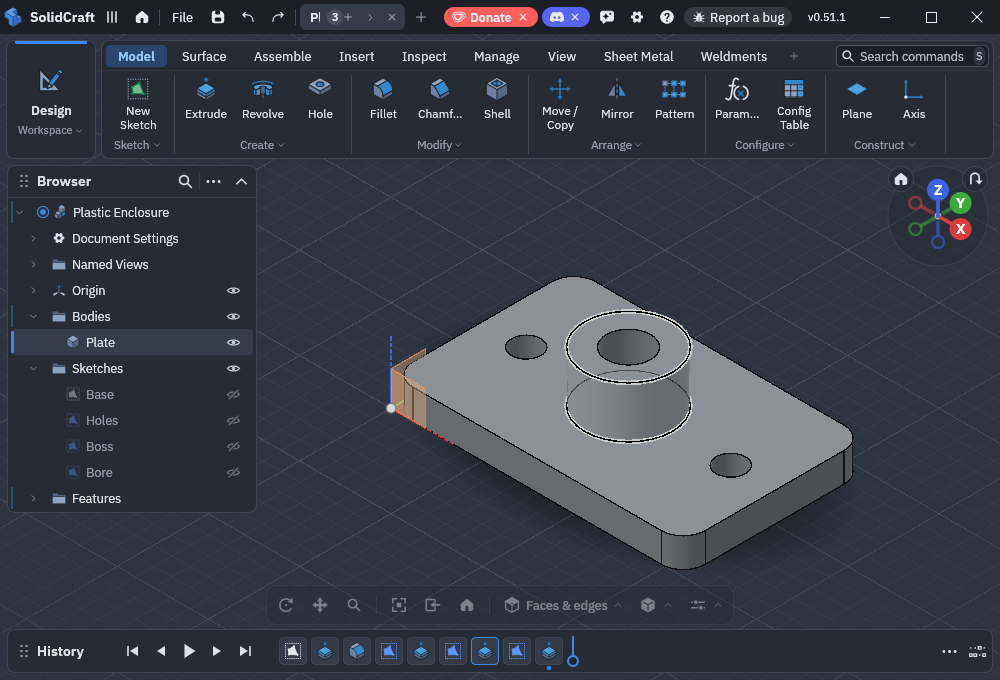 SolidCraft File Pl 3 + Donate Report a bug v0.51.1
Design
Workspace
Model Surface Assemble Insert Inspect Manage View Sheet Metal Weldments + Search commands S
New Sketch Extrude Revolve Hole Fillet Chamf... Shell Move / Copy Mirror Pattern Param... Config Table Plane Axis
Sketch Create Modify Arrange Configure Construct
Browser
Plastic Enclosure
Document Settings
Named Views
Origin
Bodies
Plate
Sketches
Base
Holes
Boss
Bore
Features
Z
Y
X
Faces & edges
History